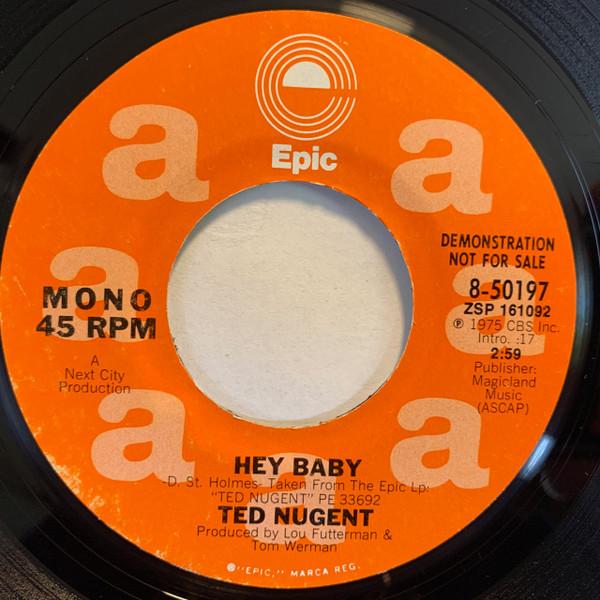 Epic
a
a
a
a
a
a
a
DEMONSTRATION
NOT FOR SALE
8-50197
ZSP 161092
℗ 1975 CBS Inc.
Intro. :17
2:59
Publisher:
Magicland
Music
(ASCAP)
MONO
45 RPM
A
Next City
Production
HEY BABY
-D. St. Holmes- Taken From The Epic Lp:
"TED NUGENT" PE 33692
TED NUGENT
Produced by Lou Futterman &
Tom Werman
®"EPIC," MARCA REG.